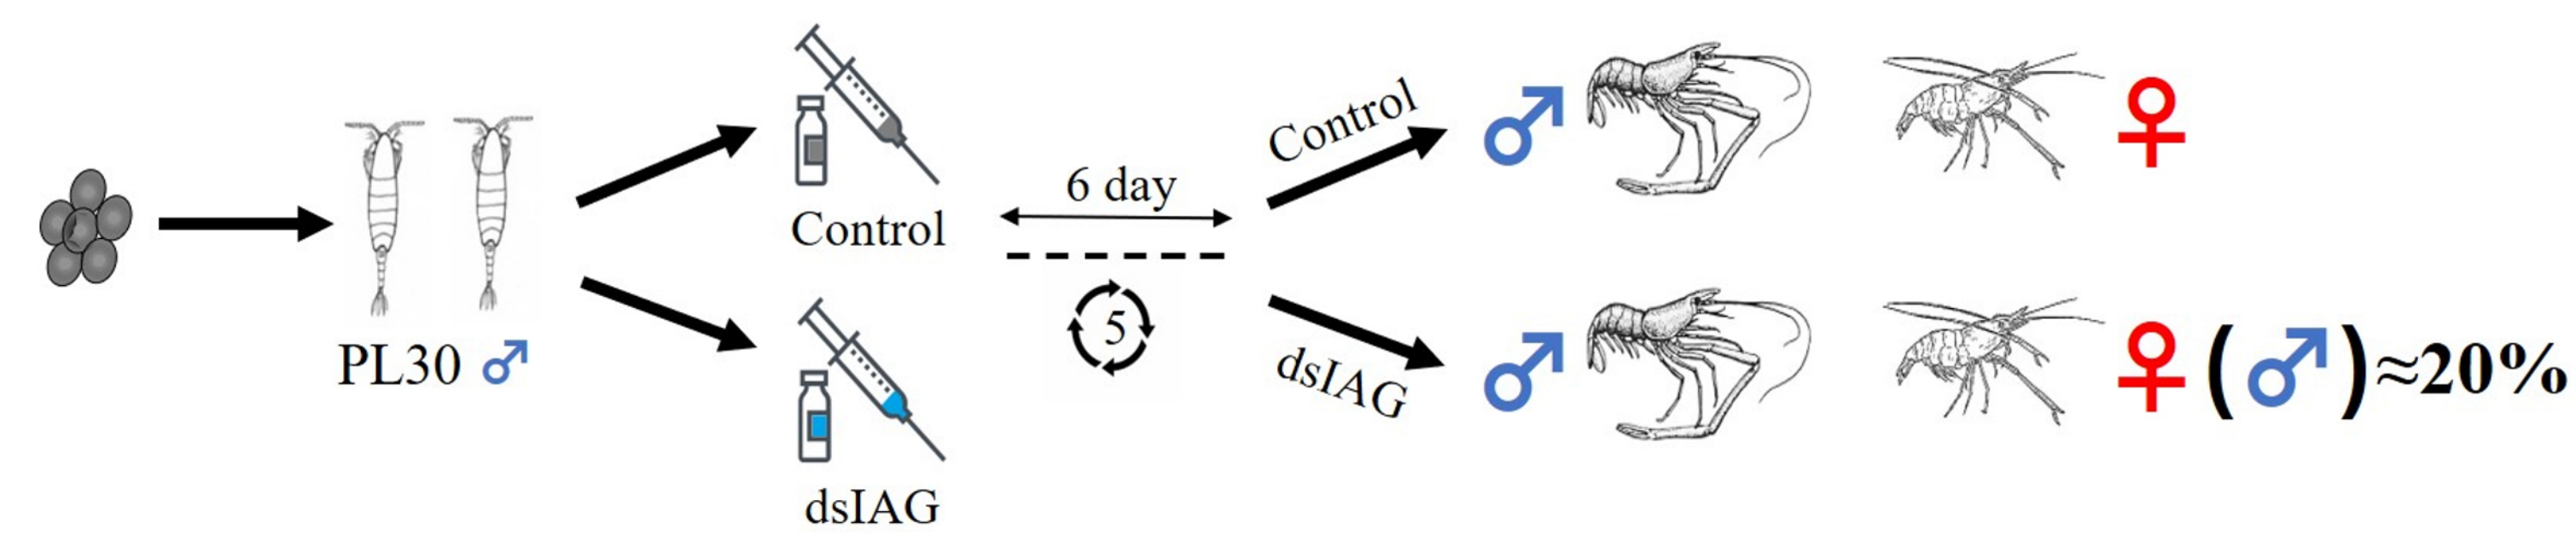 PL30 ♂
Control
dsIAG
6 day
5
Control
♂
♀
dsIAG
♂
♀(♂)≈20%